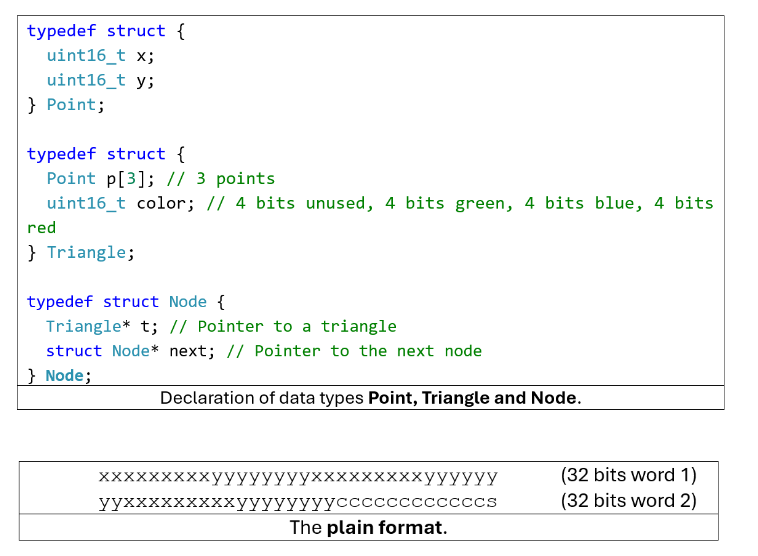 typedef struct {
uint16_t x;
uint16_t y;
} Point;
typedef struct {
Point p[3]; // 3 points
uint16_t color; // 4 bits unused, 4 bits green, 4 bits blue, 4 bits
red
} Triangle;
typedef struct Node {
Triangle* t; // Pointer to a triangle
struct Node* next; // Pointer to the next node
} Node;
Declaration of data types Point, Triangle and Node.
xxxxxxxxxyyyyyyyyxxxxxxxxxyyyyyy (32 bits word 1)
yyxxxxxxxxxyyyyyyyyccccccccccccs (32 bits word 2)
The plain format.